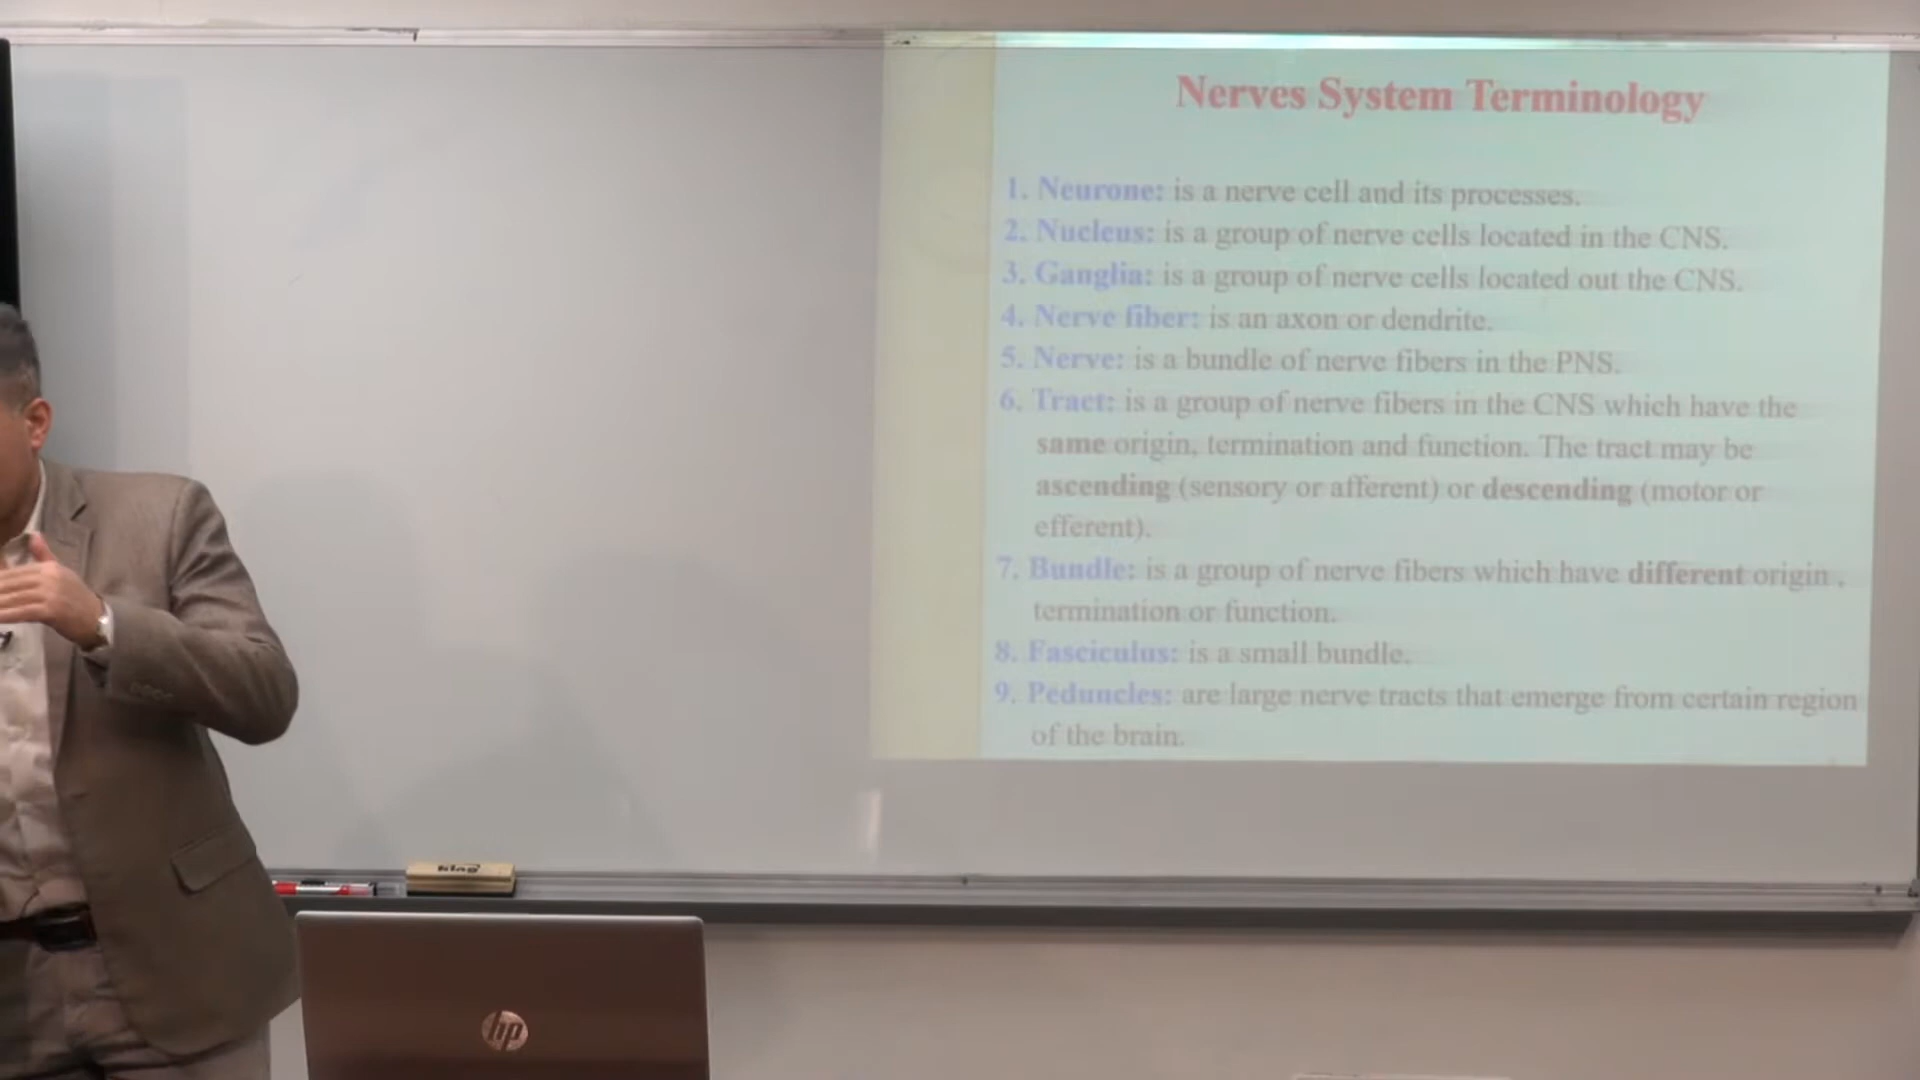 Nerves System Terminology
1. Neurone: is a nerve cell and its processes.
2. Nucleus: is a group of nerve cells located in the CNS.
3. Ganglia: is a group of nerve cells located out the CNS.
4. Nerve fiber: is an axon or dendrite.
5. Nerve: is a bundle of nerve fibers in the PNS.
6. Tract: is a group of nerve fibers in the CNS which have the
same origin, termination and function. The tract may be
ascending (sensory or afferent) or descending (motor or
efferent).
7. Bundle: is a group of nerve fibers which have different origin ,
termination or function.
8. Fasciculus: is a small bundle.
9. Peduncles: are large nerve tracts that emerge from certain region
of the brain.
hp